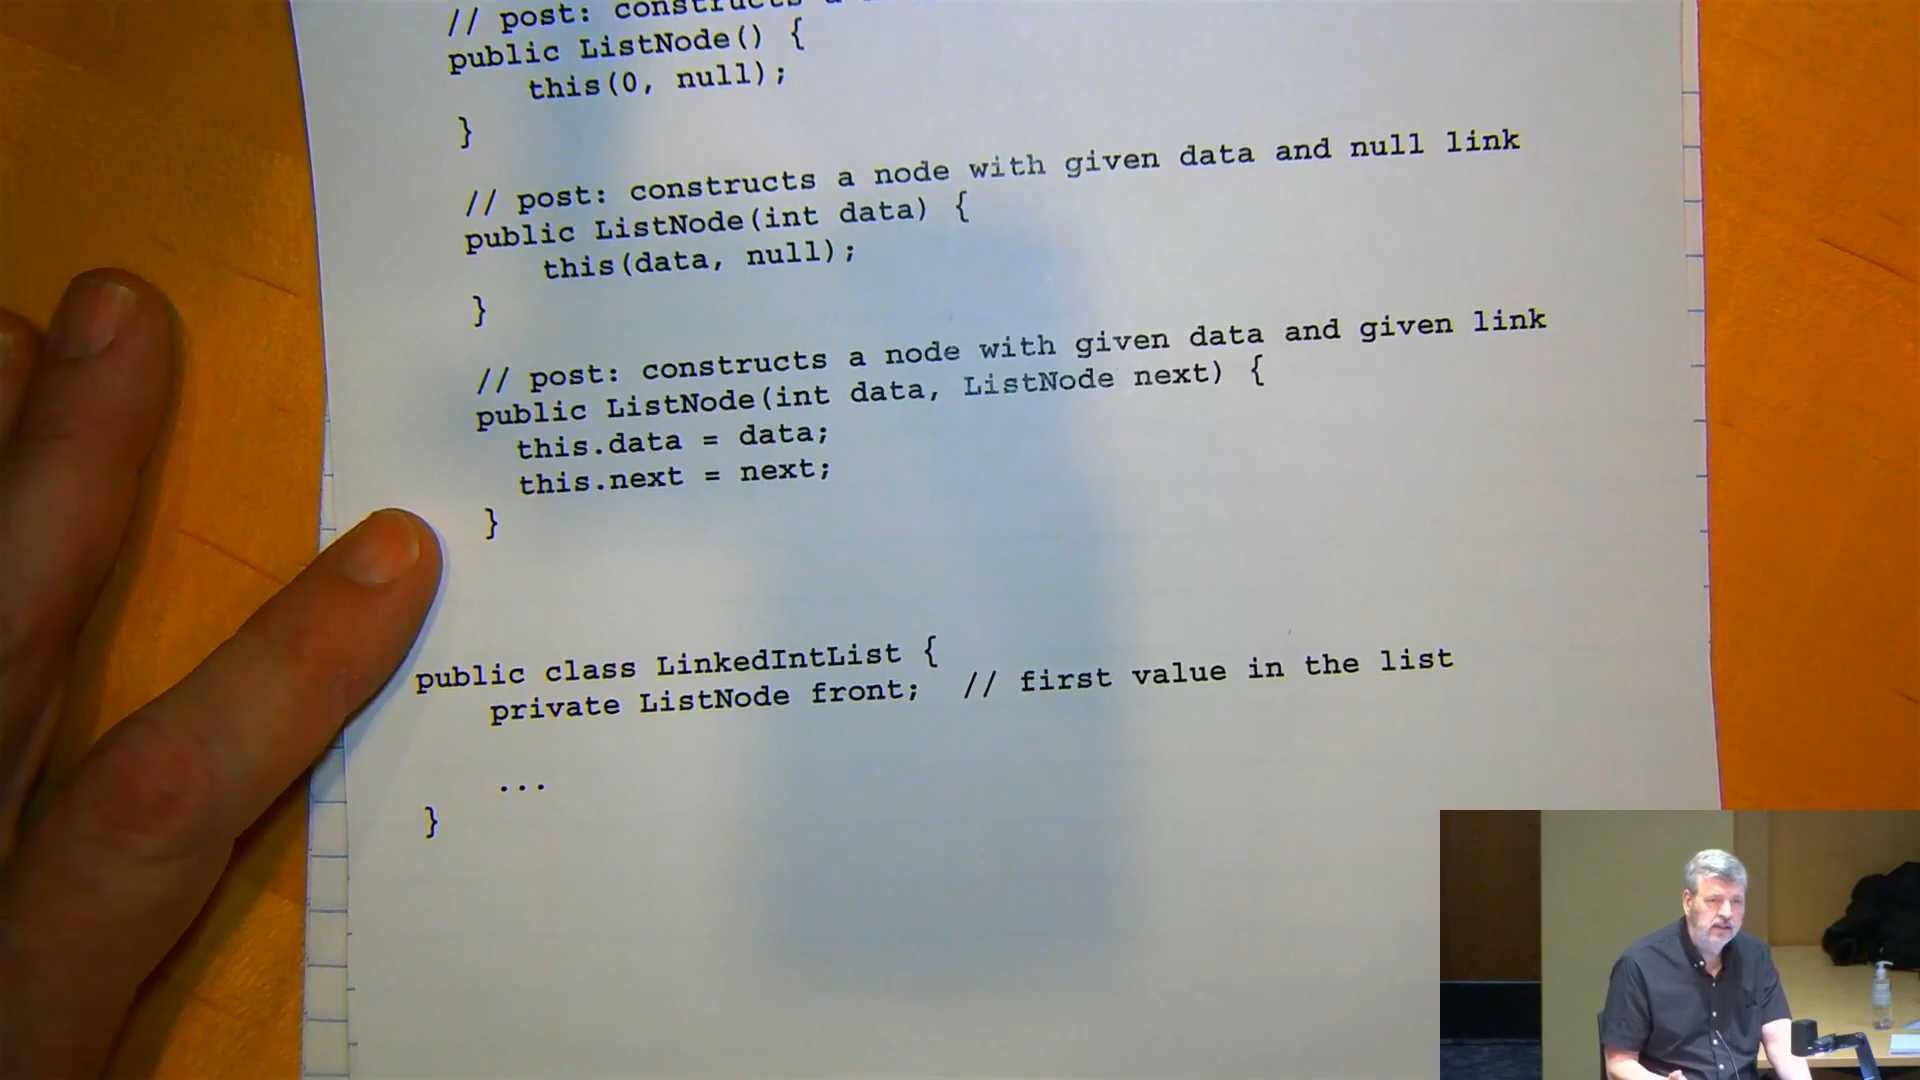 // post: constructs a
public ListNode() {
this(0, null);
}
// post: constructs a node with given data and null link
public ListNode(int data) {
this(data, null);
}
// post: constructs a node with given data and given link
public ListNode(int data, ListNode next) {
this.data = data;
this.next = next;
}
public class LinkedIntList {
private ListNode front;  // first value in the list
...
}